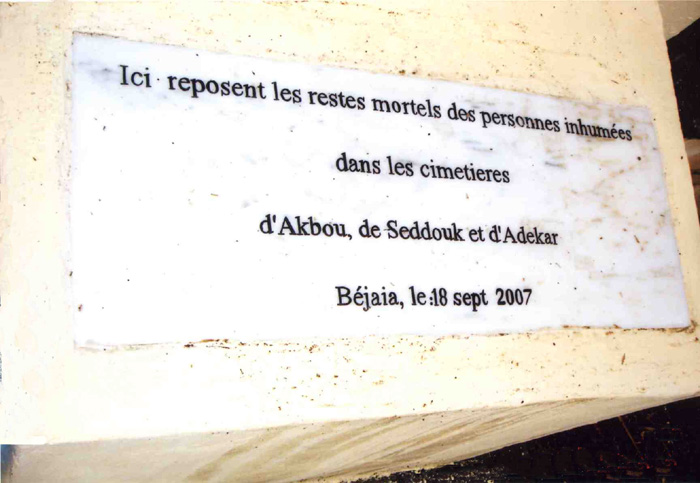 Ici reposent les restes mortels des personnes inhumées
dans les cimetieres
d'Akbou, de Seddouk et d'Adekar
Béjaia, le:18 sept 2007